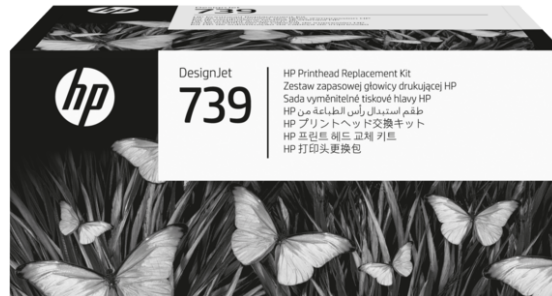 hp
DesignJet
739
HP Printhead Replacement Kit
Zestaw zapasowej głowicy drukującej HP
Sada vyměnitelné tiskové hlavy HP
طقم استبدال رأس الطباعة من HP
HP プリントヘッド交換キット
HP 프린트 헤드 교체 키트
HP 打印头更换包